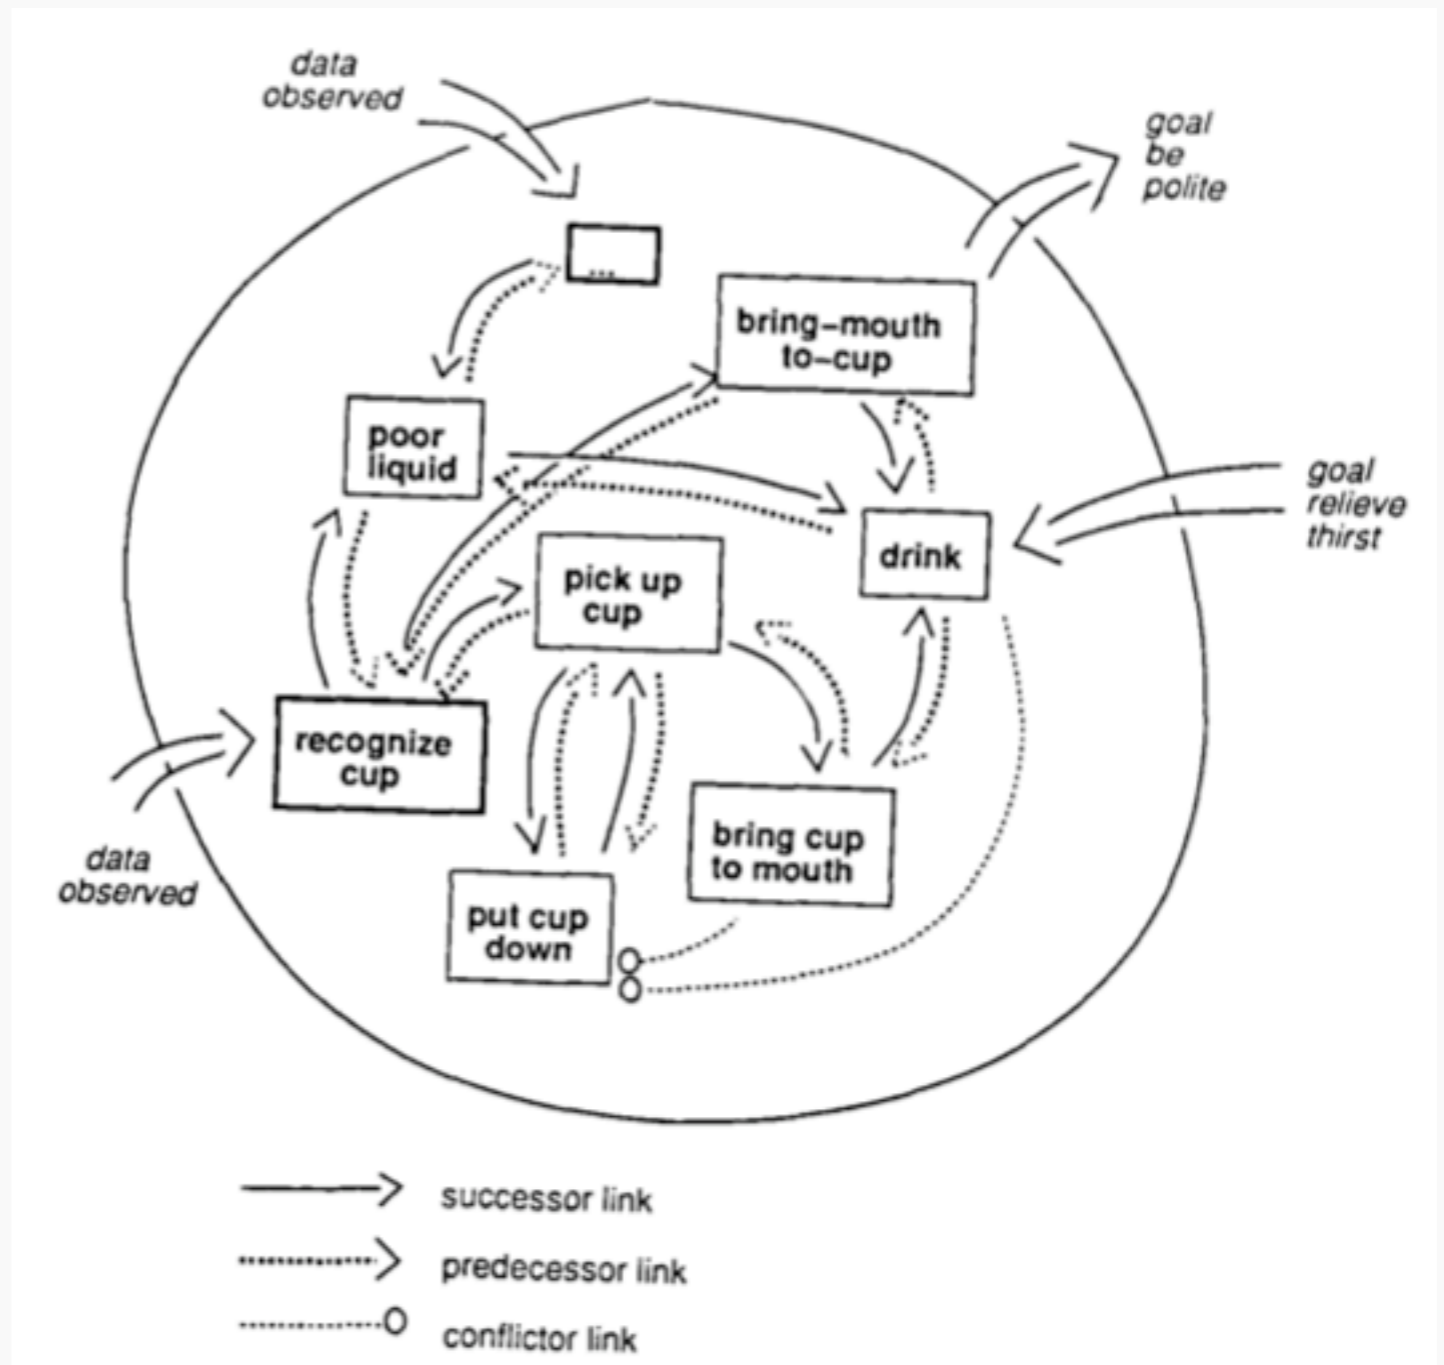 data
observed
goal
be
polite
...
bring-mouth
to-cup
poor
liquid
goal
relieve
thirst
drink
pick up
cup
recognize
cup
data
observed
bring cup
to mouth
put cup
down
successor link
predecessor link
conflictor link